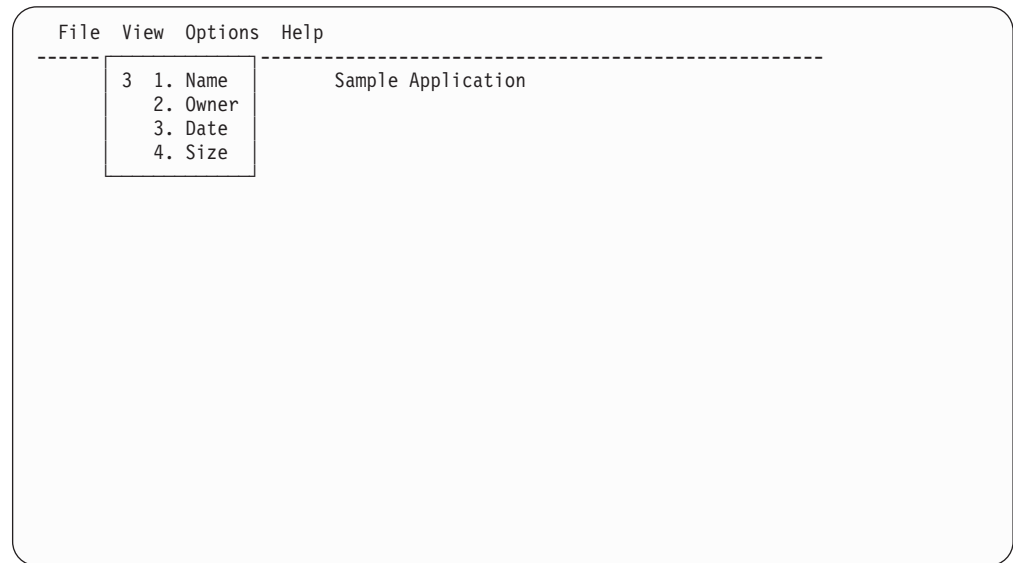 File View Options Help
3 1. Name Sample Application
2. Owner
3. Date
4. Size